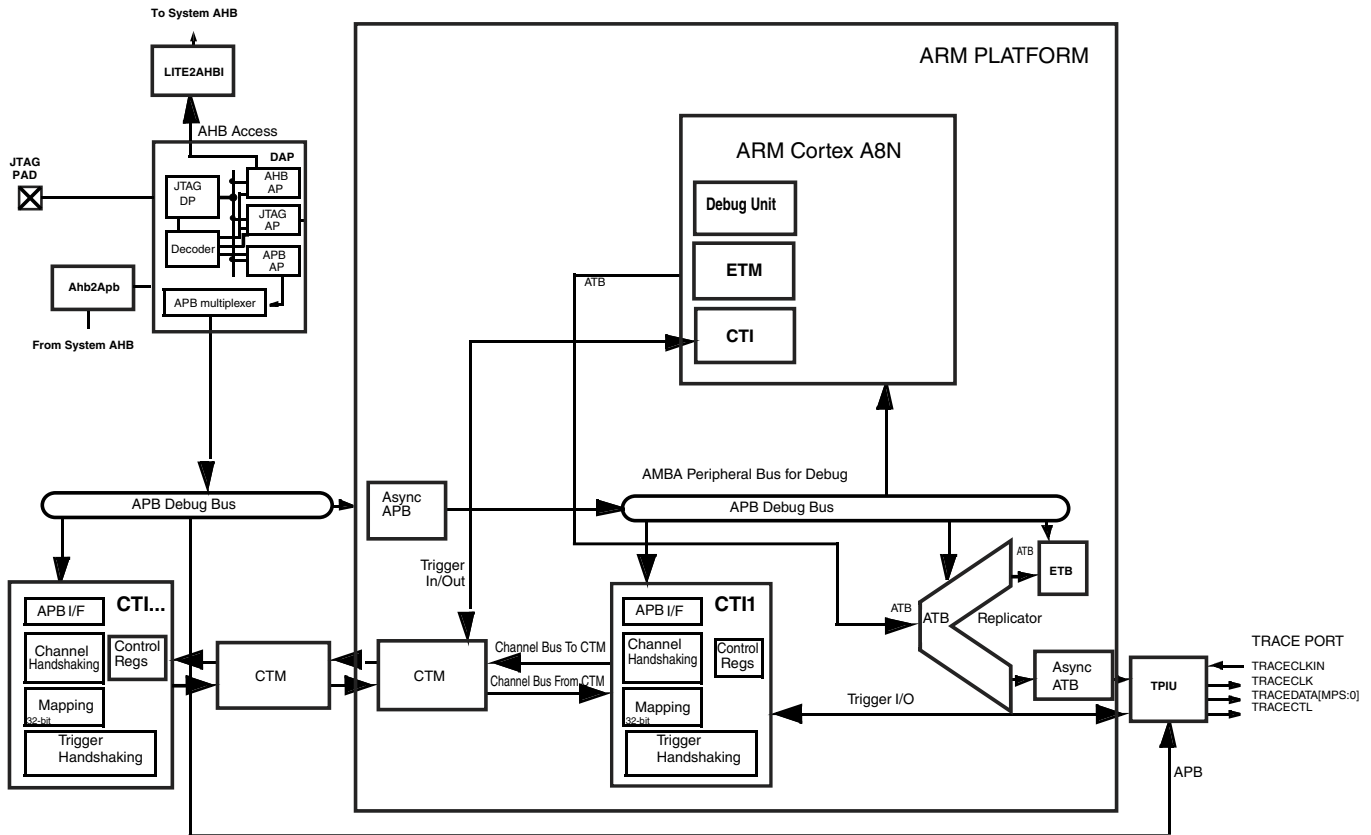 To System AHB
LITE2AHBI
AHB Access
DAP
JTAG
PAD
JTAG
DP
AHB
AP
JTAG
AP
Decoder
APB
AP
APB multiplexer
Ahb2Apb
From System AHB
ARM PLATFORM
ARM Cortex A8N
Debug Unit
ETM
CTI
ATB
AMBA Peripheral Bus for Debug
APB Debug Bus
Async
APB
APB Debug Bus
Trigger
In/Out
ATB
ETB
ATB
ATB
Replicator
CTI...
APB I/F
Channel
Handshaking
Control
Regs
Mapping
32-bit
Trigger
Handshaking
CTM
CTM
Channel Bus To CTM
Channel Bus From CTM
CTI1
APB I/F
Channel
Handshaking
Control
Regs
Mapping
32-bit
Trigger
Handshaking
Async
ATB
Trigger I/O
TPIU
TRACE PORT
TRACECLKIN
TRACECLK
TRACEDATA[MPS:0]
TRACECTL
APB